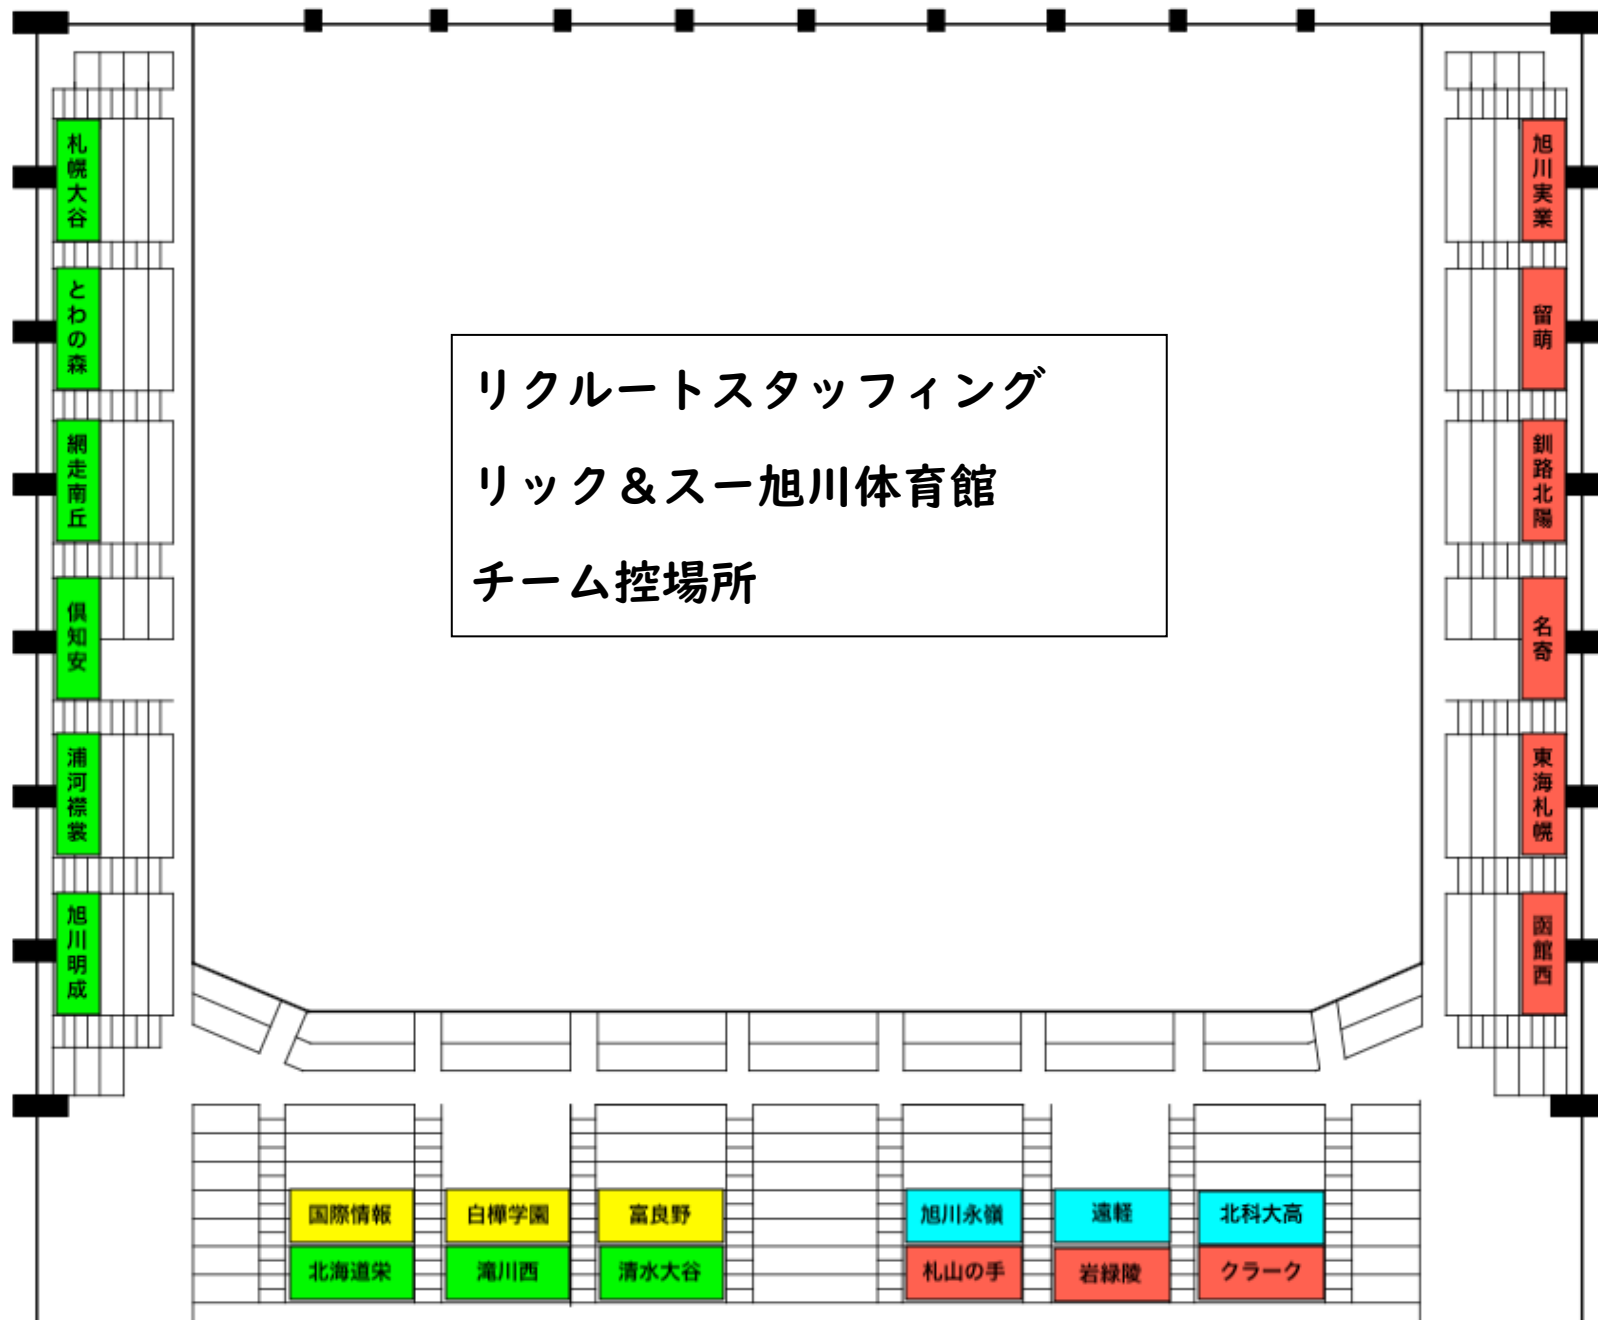 リクルートスタッフィング
リック＆スー旭川体育館
チーム控場所
札幌大谷
とわの森
網走南丘
倶知安
浦河襟裳
旭川明成
旭川実業
留萌
釧路北陽
名寄
東海札幌
函館西
国際情報
白樺学園
富良野
旭川永嶺
遠軽
北科大高
北海道栄
滝川西
清水大谷
札山の手
岩緑陵
クラーク